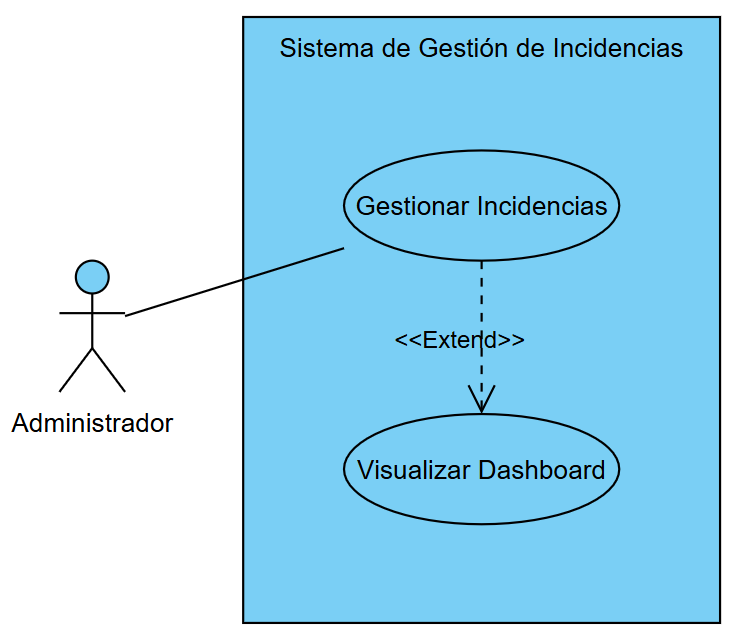 Sistema de Gestión de Incidencias
Gestionar Incidencias
<<Extend>>
Administrador
Visualizar Dashboard